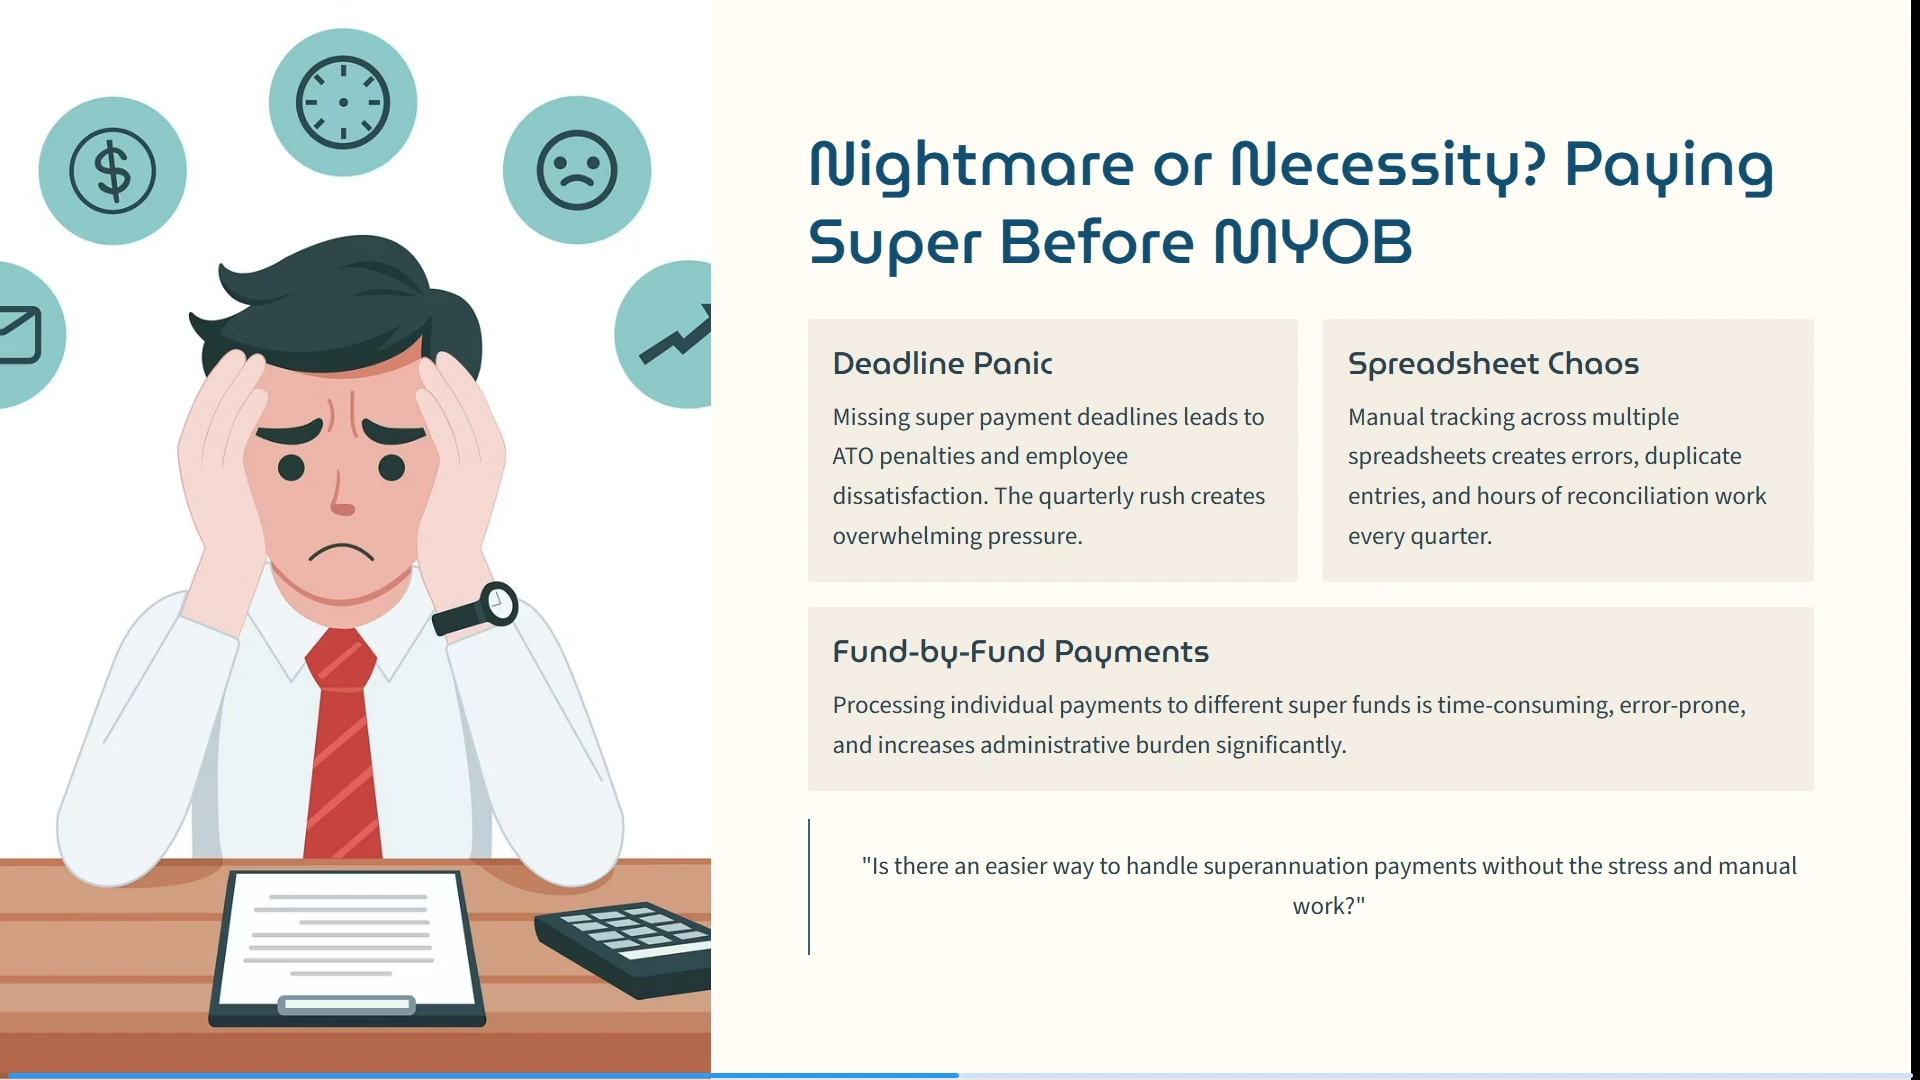 Nightmare or Necessity? Paying
Super Before MYOB
Deadline Panic
Missing super payment deadlines leads to
ATO penalties and employee
dissatisfaction. The quarterly rush creates
overwhelming pressure.
Spreadsheet Chaos
Manual tracking across multiple
spreadsheets creates errors, duplicate
entries, and hours of reconciliation work
every quarter.
Fund-by-Fund Payments
Processing individual payments to different super funds is time-consuming, error-prone,
and increases administrative burden significantly.
"Is there an easier way to handle superannuation payments without the stress and manual
work?"